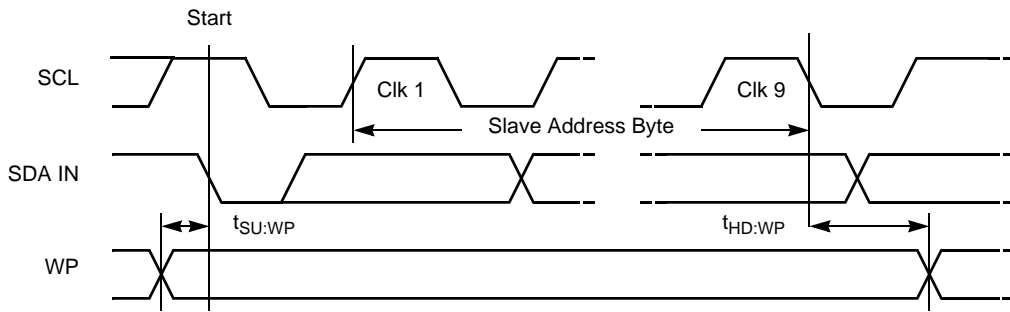 Start
SCL
Clk 1
Clk 9
Slave Address Byte
SDA IN
tSU:WP
tHD:WP
WP